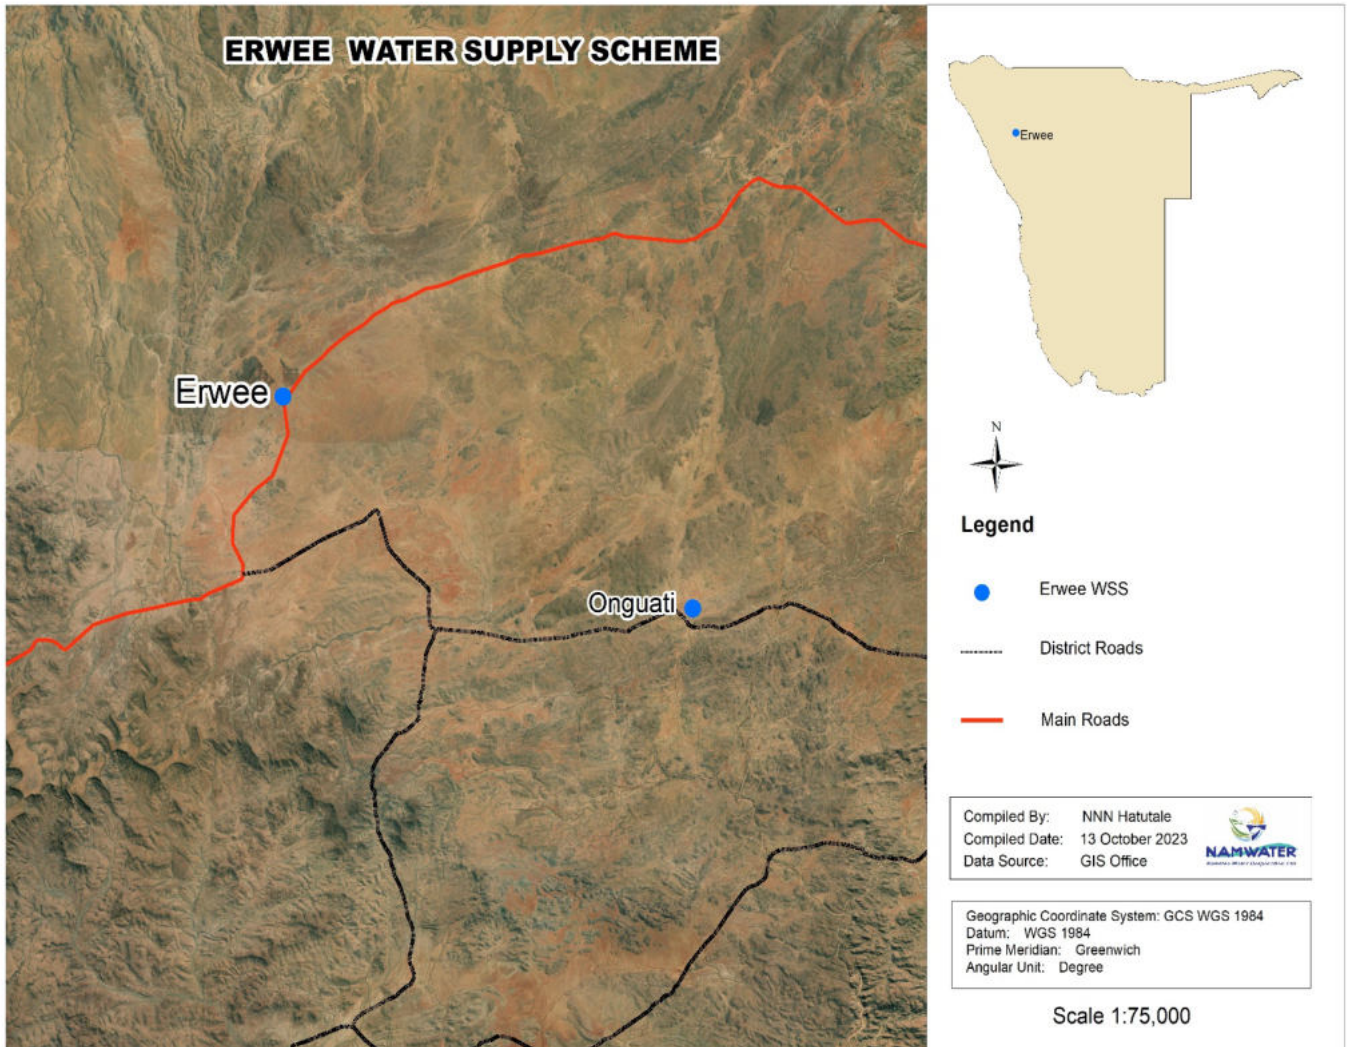 ERWEE WATER SUPPLY SCHEME
Erwee
Onguati
Erwee
N
Legend
Erwee WSS
District Roads
Main Roads
Compiled By: NNN Hatutale
Compiled Date: 13 October 2023
Data Source: GIS Office
NAMWATER
Geographic Coordinate System: GCS WGS 1984
Datum: WGS 1984
Prime Meridian: Greenwich
Angular Unit: Degree
Scale 1:75,000